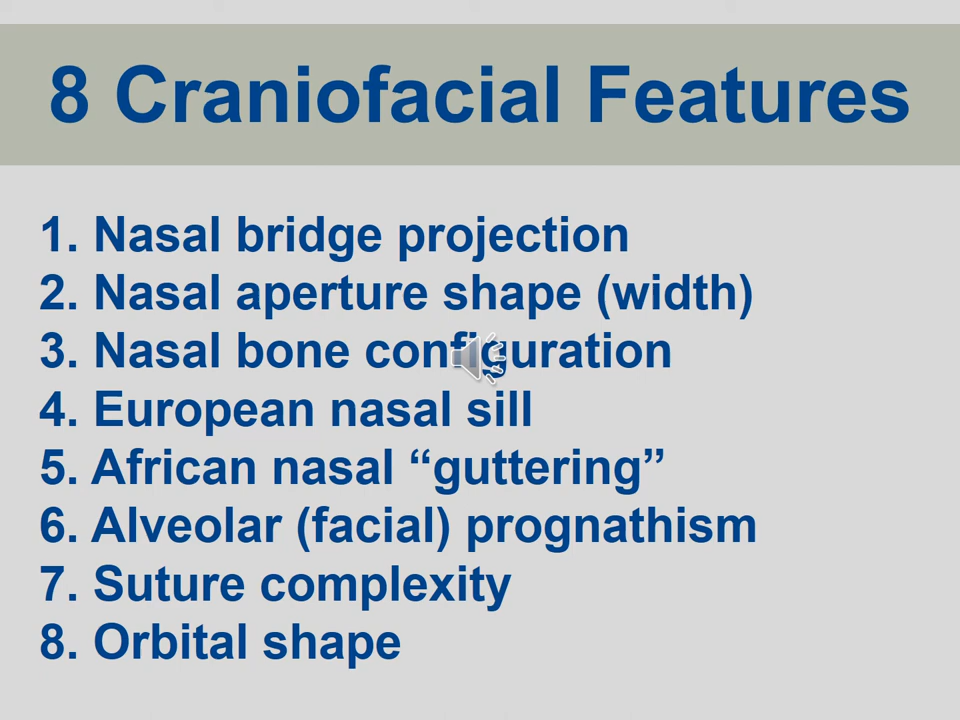 8 Craniofacial Features
1. Nasal bridge projection
2. Nasal aperture shape (width)
3. Nasal bone configuration
4. European nasal sill
5. African nasal “guttering”
6. Alveolar (facial) prognathism
7. Suture complexity
8. Orbital shape